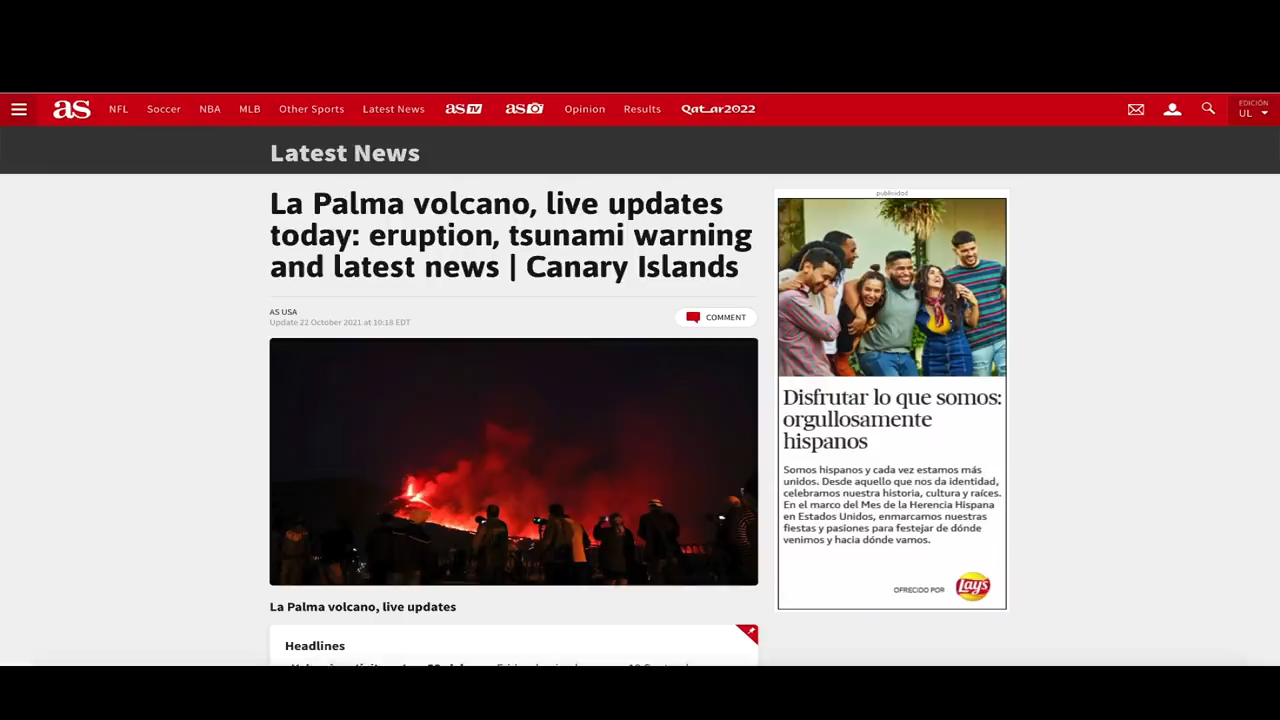 as NFL Soccer NBA MLB Other Sports Latest News as TV as Opinion Results Qatar2022 EDICIÓN
UL
Latest News
La Palma volcano, live updates
today: eruption, tsunami warning
and latest news | Canary Islands
AS USA
Update 22 October 2021 at 10:18 EDT
COMMENT
La Palma volcano, live updates
Headlines
publicidad
Disfrutar lo que somos:
orgullosamente
hispanos
Somos hispanos y cada vez estamos más
unidos. Desde aquello que nos da identidad,
celebramos nuestra historia, cultura y raíces.
En el marco del Mes de la Herencia Hispana
en Estados Unidos, enmarcamos nuestras
fiestas y pasiones para festejar de dónde
venimos y hacia dónde vamos.
OFRECIDO POR Lay's